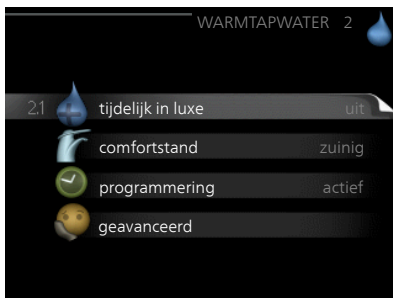 WARMTAPWATER 2
2.1 tijdelijk in luxe uit
comfortstand zuinig
programmering actief
geavanceerd